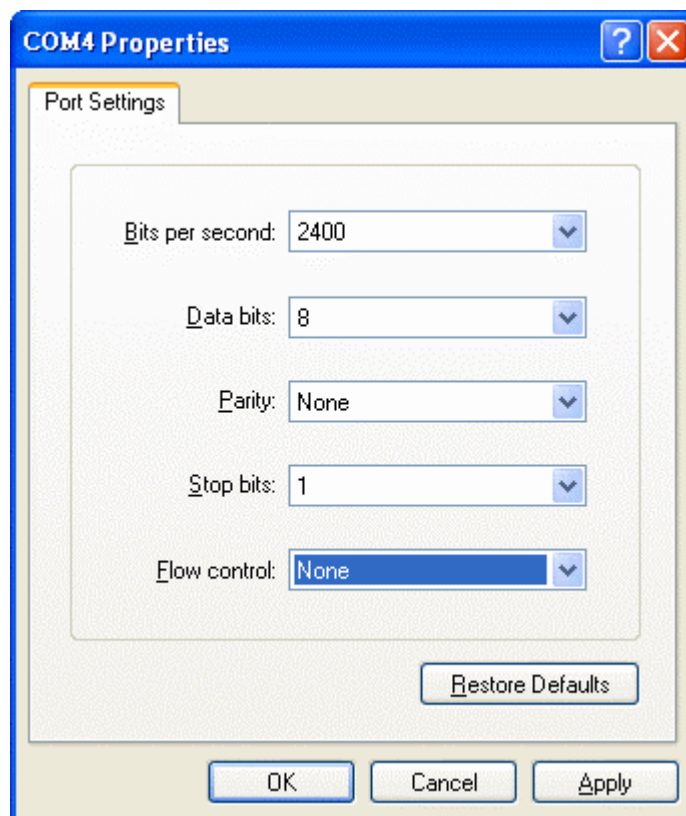 COM4 Properties
Port Settings
Bits per second: 2400
Data bits: 8
Parity: None
Stop bits: 1
Flow control: None
Restore Defaults
OK Cancel Apply